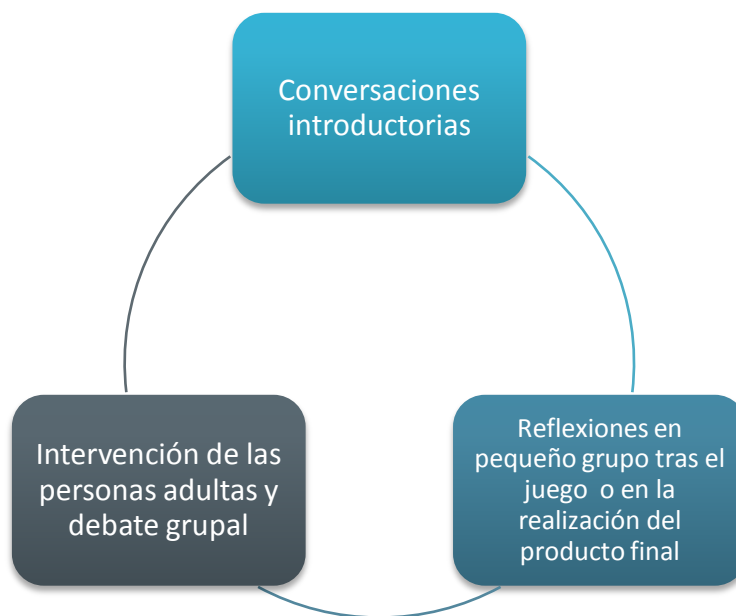 Conversaciones
introductorias
Intervención de las
personas adultas y
debate grupal
Reflexiones en
pequeño grupo tras el
juego o en la
realización del
producto final